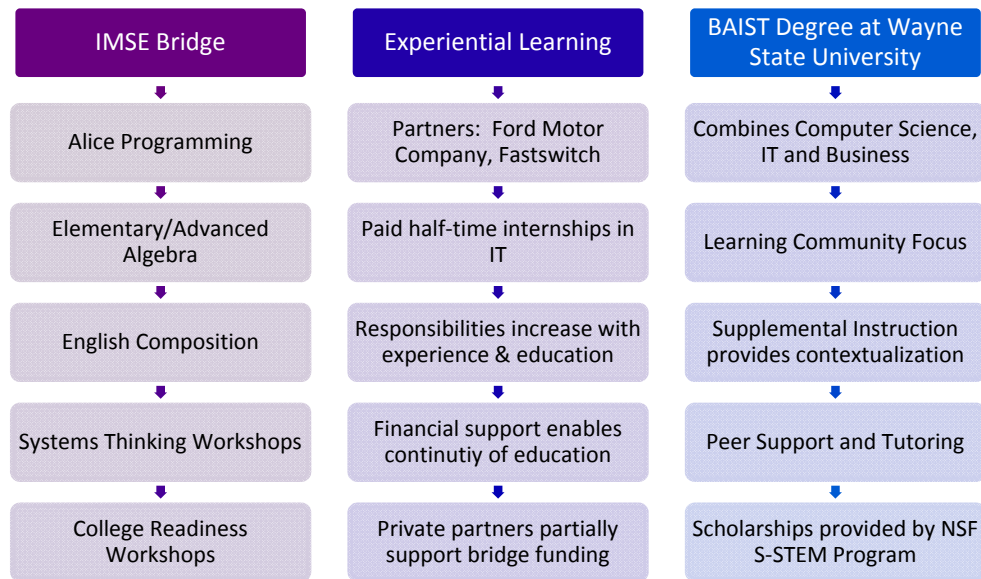 IMSE Bridge
Alice Programming
Elementary/Advanced
Algebra
English Composition
Systems Thinking Workshops
College Readiness
Workshops
Experiential Learning
Partners: Ford Motor
Company, Fastswitch
Paid half-time internships in
IT
Responsibilities increase with
experience & education
Financial support enables
continutiy of education
Private partners partially
support bridge funding
BAIST Degree at Wayne
State University
Combines Computer Science,
IT and Business
Learning Community Focus
Supplemental Instruction
provides contextualization
Peer Support and Tutoring
Scholarships provided by NSF
S-STEM Program